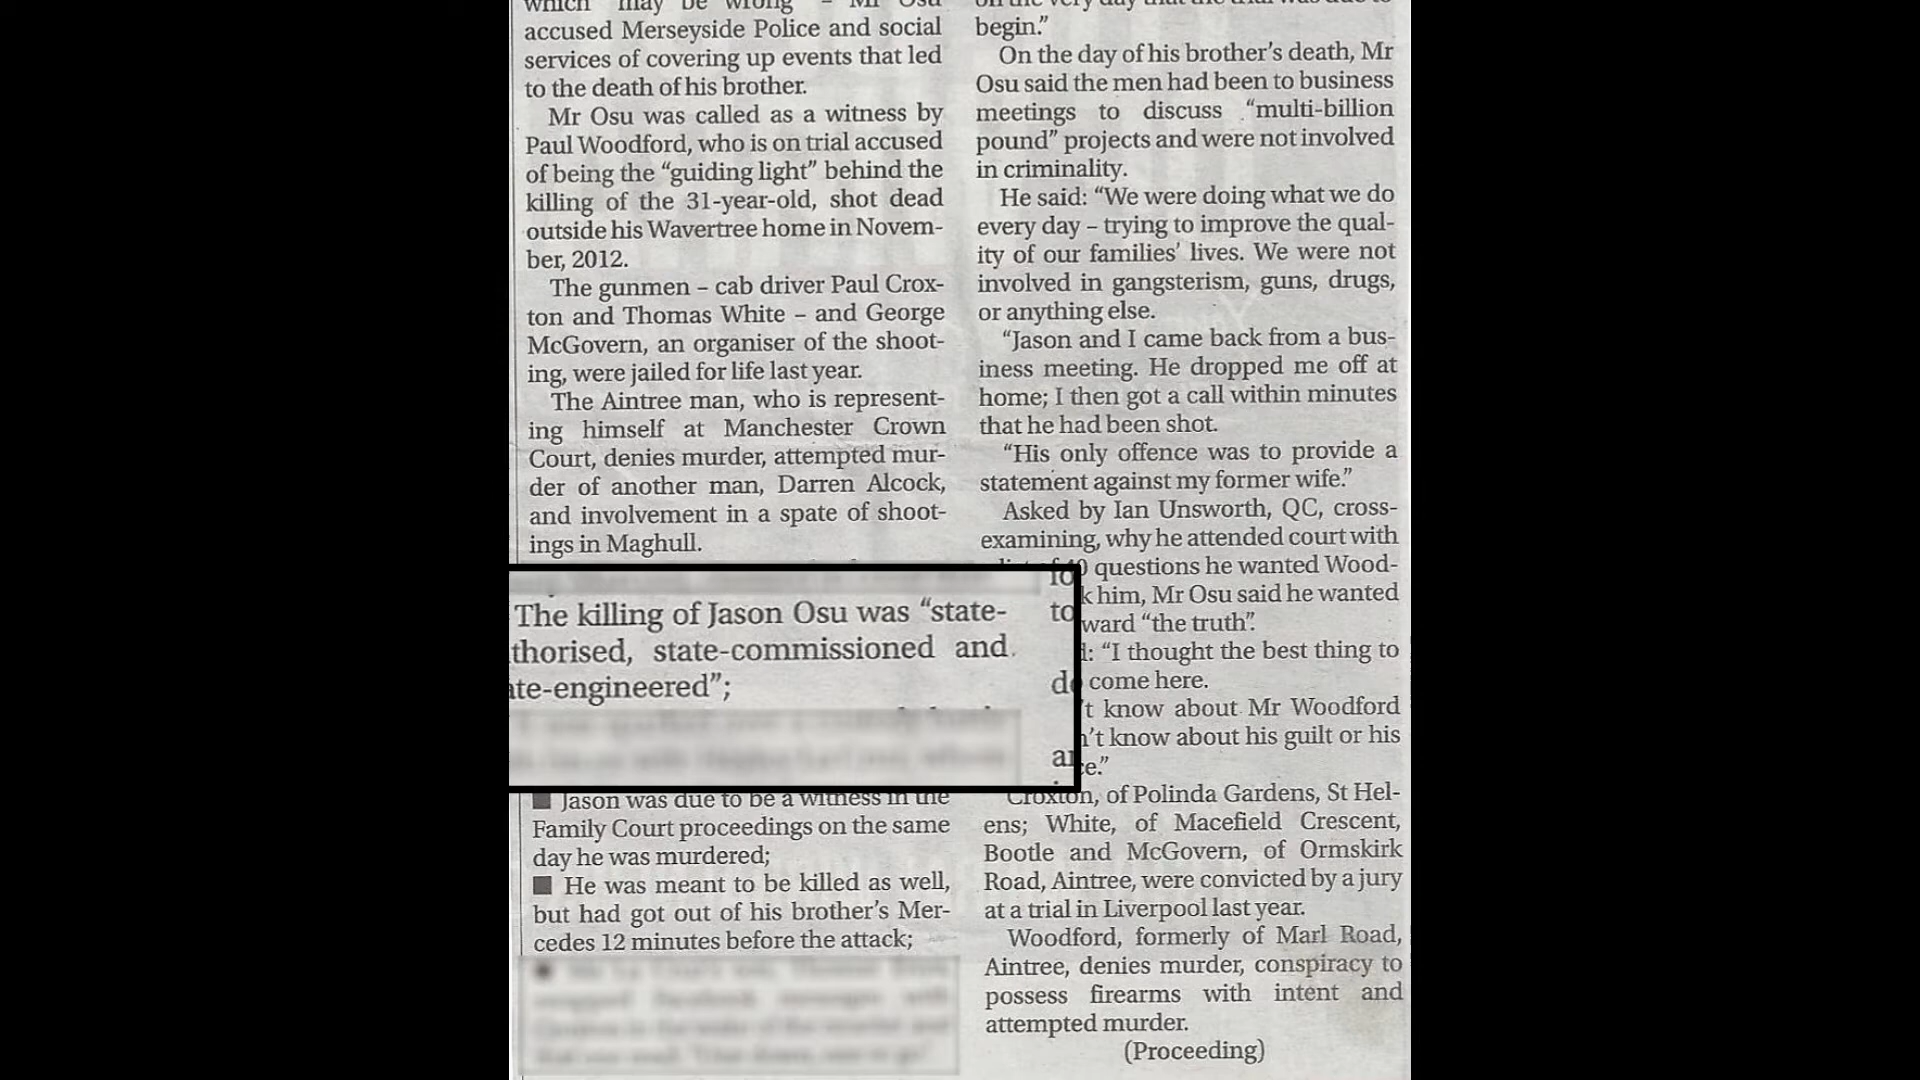 which may be wrong – Mr Osu
accused Merseyside Police and social
services of covering up events that led
to the death of his brother.
Mr Osu was called as a witness by
Paul Woodford, who is on trial accused
of being the “guiding light” behind the
killing of the 31-year-old, shot dead
outside his Wavertree home in Novem-
ber, 2012.
The gunmen – cab driver Paul Crox-
ton and Thomas White – and George
McGovern, an organiser of the shoot-
ing, were jailed for life last year.
The Aintree man, who is represent-
ing himself at Manchester Crown
Court, denies murder, attempted mur-
der of another man, Darren Alcock,
and involvement in a spate of shoot-
ings in Maghull.
The killing of Jason Osu was “state-
thorised, state-commissioned and
ate-engineered”;
■ Jason was due to be a witness in the
Family Court proceedings on the same
day he was murdered;
■ He was meant to be killed as well,
but had got out of his brother’s Mer-
cedes 12 minutes before the attack;
on the very day that the trial was due to
begin.”
On the day of his brother’s death, Mr
Osu said the men had been to business
meetings to discuss “multi-billion
pound” projects and were not involved
in criminality.
He said: “We were doing what we do
every day – trying to improve the qual-
ity of our families’ lives. We were not
involved in gangsterism, guns, drugs,
or anything else.
“Jason and I came back from a bus-
iness meeting. He dropped me off at
home; I then got a call within minutes
that he had been shot.
“His only offence was to provide a
statement against my former wife.”
Asked by Ian Unsworth, QC, cross-
examining, why he attended court with
questions he wanted Wood-
k him, Mr Osu said he wanted
ward “the truth”.
: “I thought the best thing to
come here.
’t know about Mr Woodford
n’t know about his guilt or his
ce.”
Croxton, of Polinda Gardens, St Hel-
ens; White, of Macefield Crescent,
Bootle and McGovern, of Ormskirk
Road, Aintree, were convicted by a jury
at a trial in Liverpool last year.
Woodford, formerly of Marl Road,
Aintree, denies murder, conspiracy to
possess firearms with intent and
attempted murder.
(Proceeding)